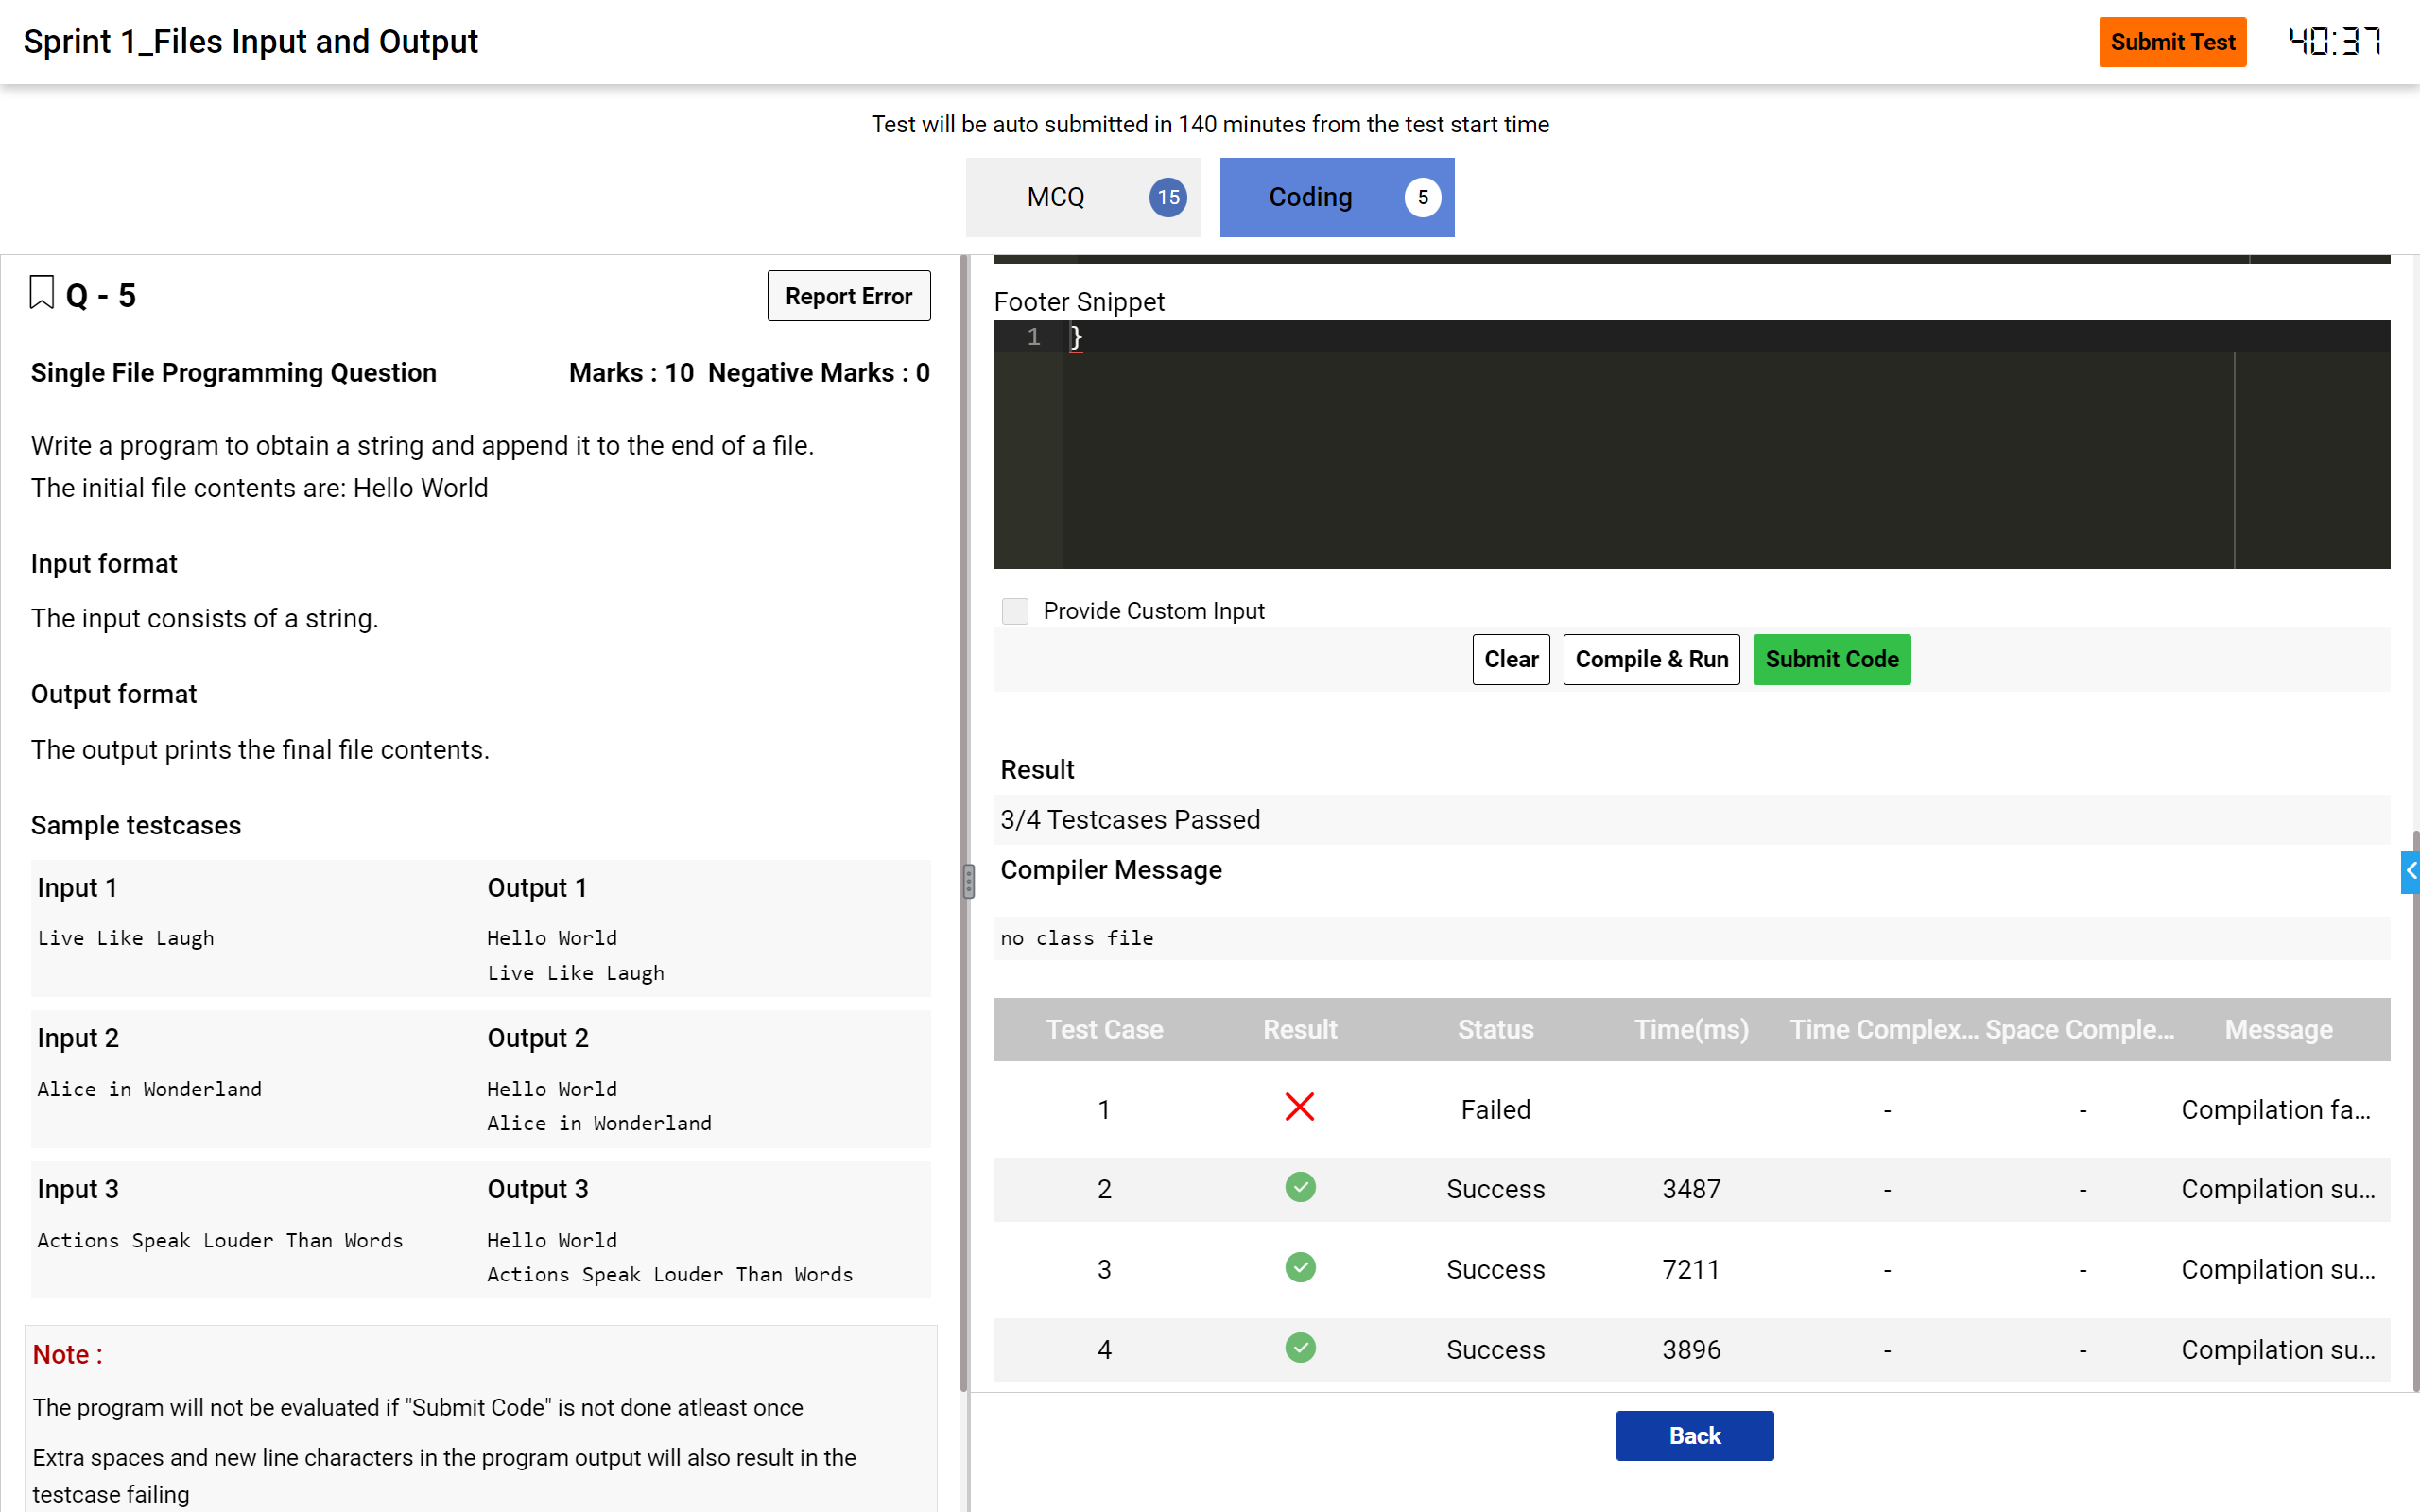 Sprint 1_Files Input and Output
Submit Test
40:37
Test will be auto submitted in 140 minutes from the test start time
MCQ 15
Coding 5
Q - 5
Report Error
Single File Programming Question
Marks : 10 Negative Marks : 0
Write a program to obtain a string and append it to the end of a file.
The initial file contents are: Hello World
Input format
The input consists of a string.
Output format
The output prints the final file contents.
Sample testcases
Input 1
Live Like Laugh
Output 1
Hello World
Live Like Laugh
Input 2
Alice in Wonderland
Output 2
Hello World
Alice in Wonderland
Input 3
Actions Speak Louder Than Words
Output 3
Hello World
Actions Speak Louder Than Words
Note :
The program will not be evaluated if "Submit Code" is not done atleast once
Extra spaces and new line characters in the program output will also result in the
testcase failing
Footer Snippet
1 }
Provide Custom Input
Clear
Compile & Run
Submit Code
Result
3/4 Testcases Passed
Compiler Message
no class file
Test Case Result Status Time(ms) Time Complex... Space Comple... Message
1 Failed - - Compilation fa...
2 Success 3487 - - Compilation su...
3 Success 7211 - - Compilation su...
4 Success 3896 - - Compilation su...
Back